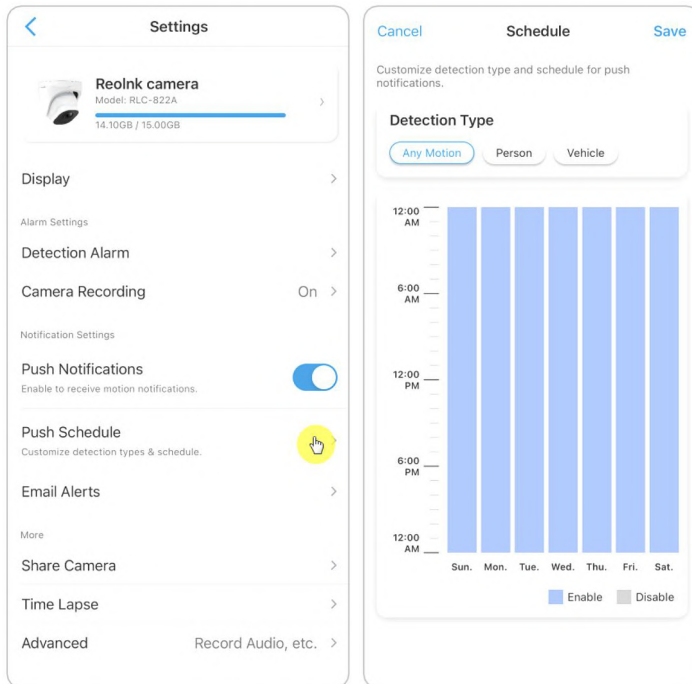 Settings
Reolnk camera
Model: RLC-822A
14.10GB / 15.00GB
Display
Alarm Settings
Detection Alarm
Camera Recording On
Notification Settings
Push Notifications
Enable to receive motion notifications.
Push Schedule
Customize detection types & schedule.
Email Alerts
More
Share Camera
Time Lapse
Advanced Record Audio, etc.
Cancel Schedule Save
Customize detection type and schedule for push
notifications.
Detection Type
Any Motion Person Vehicle
12:00
AM
6:00
AM
12:00
PM
6:00
PM
12:00
AM
Sun. Mon. Tue. Wed. Thu. Fri. Sat.
Enable Disable